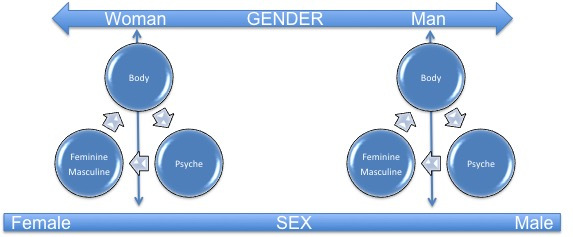 Woman GENDER Man
Body
Feminine
Masculine
Psyche
Body
Feminine
Masculine
Psyche
Female SEX Male